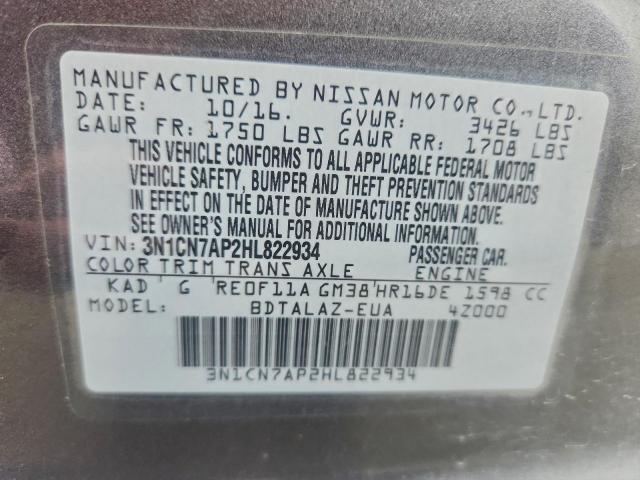 MANUFACTURED BY NISSAN MOTOR CO., LTD.
DATE: 10/16. GVWR: 3426 LBS
GAWR FR: 1750 LBS GAWR RR: 1708 LBS
THIS VEHICLE CONFORMS TO ALL APPLICABLE FEDERAL MOTOR
VEHICLE SAFETY, BUMPER AND THEFT PREVENTION STANDARDS
IN EFFECT ON THE DATE OF MANUFACTURE SHOWN ABOVE.
SEE OWNER'S MANUAL FOR ADDITIONAL INFORMATION.
VIN: 3N1CN7AP2HL822934 PASSENGER CAR.
COLOR TRIM TRANS AXLE ENGINE
KAD G RE0F11A GM38 HR16DE 1598 CC
MODEL: BDTALAZ-EUA 4Z000
3N1CN7AP2HL822934